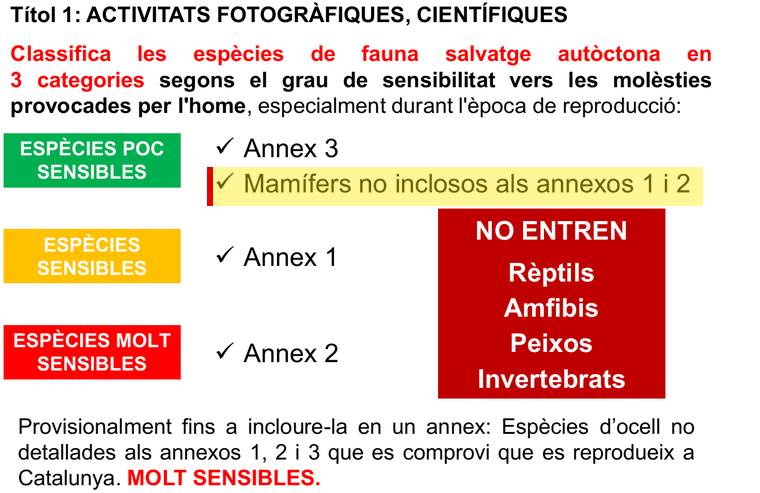 Títol 1: ACTIVITATS FOTOGRÀFIQUES, CIENTÍFIQUES
Classifica les espècies de fauna salvatge autòctona en
3 categories segons el grau de sensibilitat vers les molèsties
provocades per l'home, especialment durant l'època de reproducció:
ESPÈCIES POC
SENSIBLES
✓ Annex 3
✓ Mamífers no inclosos als annexos 1 i 2
ESPÈCIES
SENSIBLES
✓ Annex 1
ESPÈCIES MOLT
SENSIBLES
✓ Annex 2
NO ENTREN
Rèptils
Amfibis
Peixos
Invertebrats
Provisionalment fins a incloure-la en un annex: Espècies d’ocell no
detallades als annexos 1, 2 i 3 que es comprovi que es reprodueix a
Catalunya. MOLT SENSIBLES.